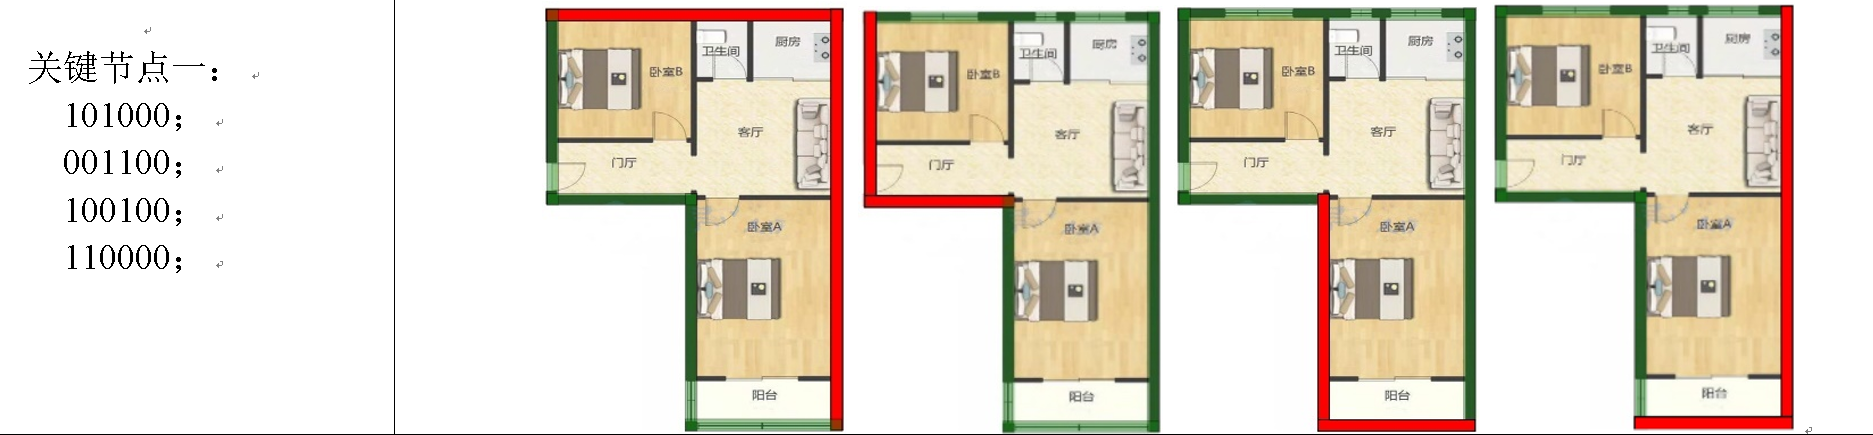 关键节点一：
101000；
001100；
100100；
110000；
卧室B
卫生间
厨房
客厅
门厅
卧室A
阳台
卧室B
卫生间
厨房
客厅
门厅
卧室A
阳台
卧室B
卫生间
厨房
客厅
门厅
卧室A
阳台
卧室B
卫生间
厨房
客厅
门厅
卧室A
阳台